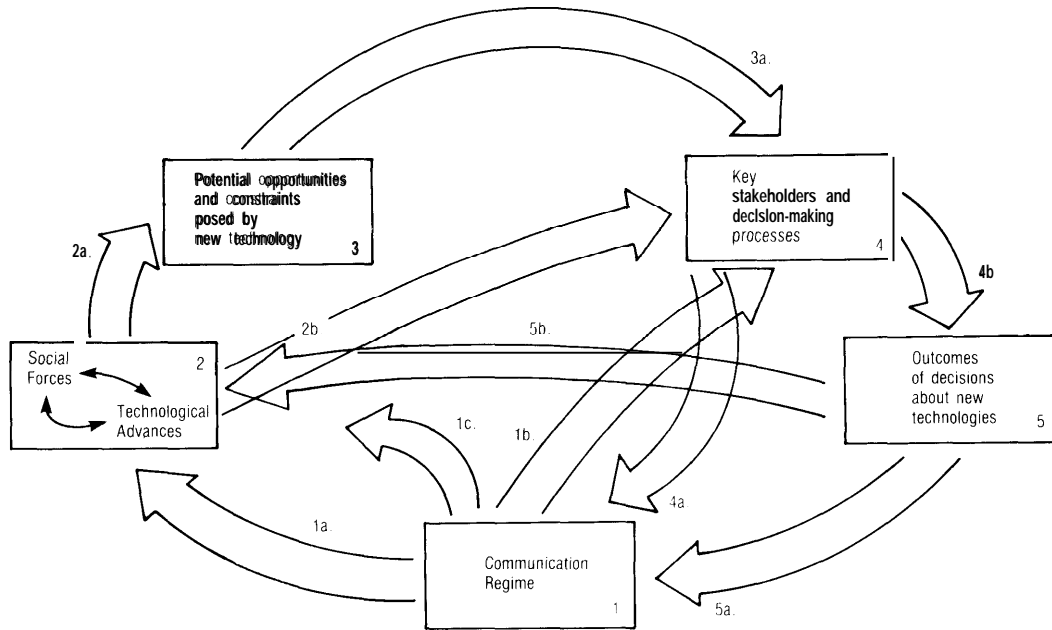 3a.
Potential opportunities
and constraints
posed by
new technology
3
Key
stakeholders and
decision-making
processes
4
2a.
4b
2b
5b.
Social
Forces
2
Technological
Advances
Outcomes
of decisions
about new
technologies
5
1c.
1b.
4a.
1a.
Communication
Regime
1
5a.